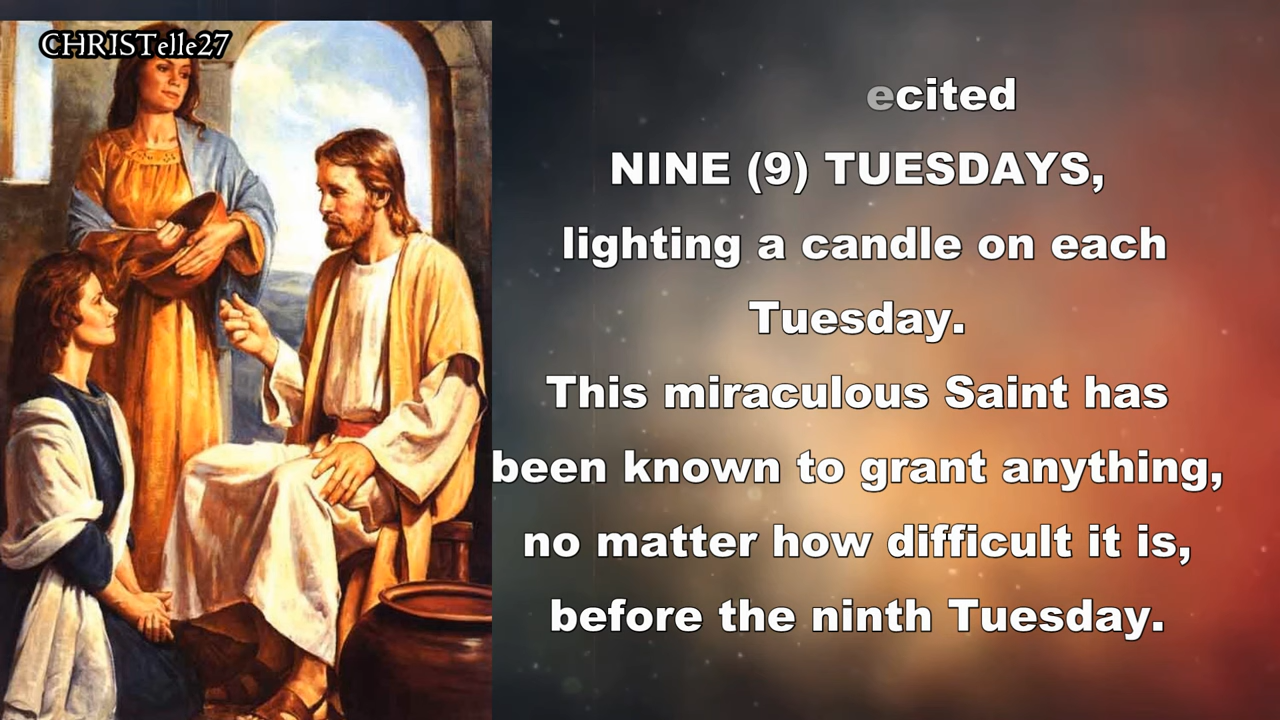 CHRISTelle27
ecited
NINE (9) TUESDAYS,
lighting a candle on each
Tuesday.
This miraculous Saint has
been known to grant anything,
no matter how difficult it is,
before the ninth Tuesday.